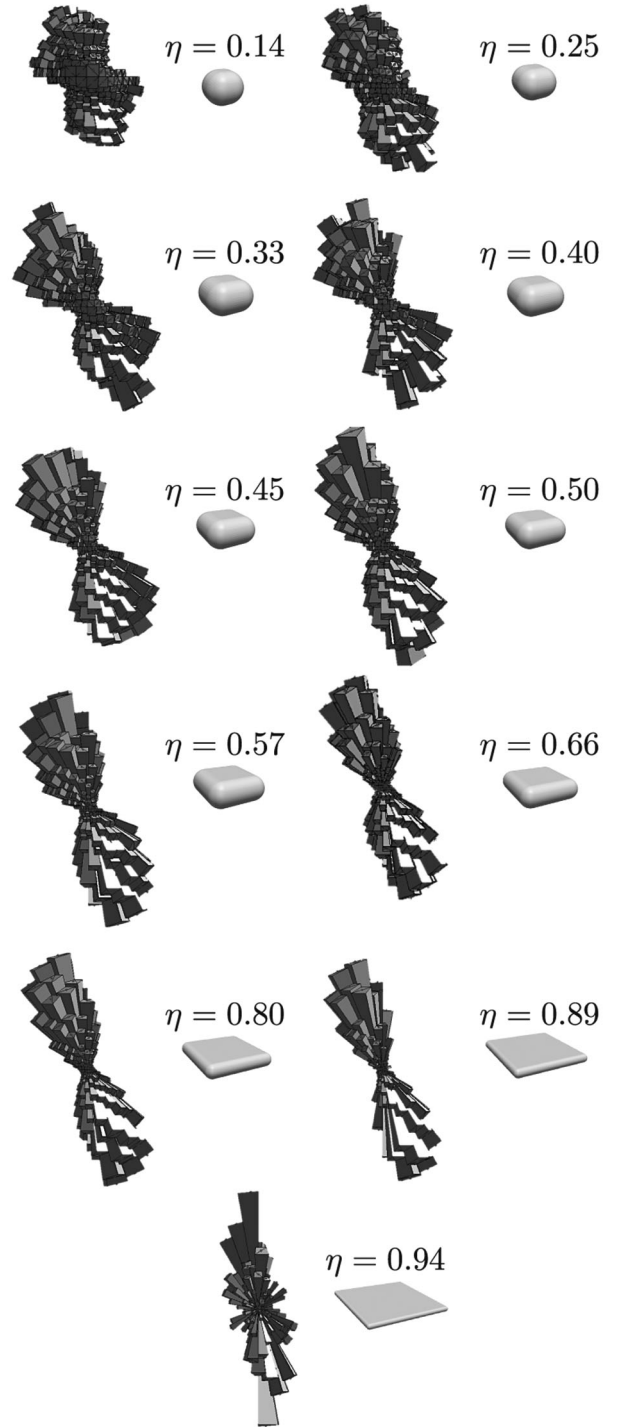 η = 0.14
η = 0.25
η = 0.33
η = 0.40
η = 0.45
η = 0.50
η = 0.57
η = 0.66
η = 0.80
η = 0.89
η = 0.94